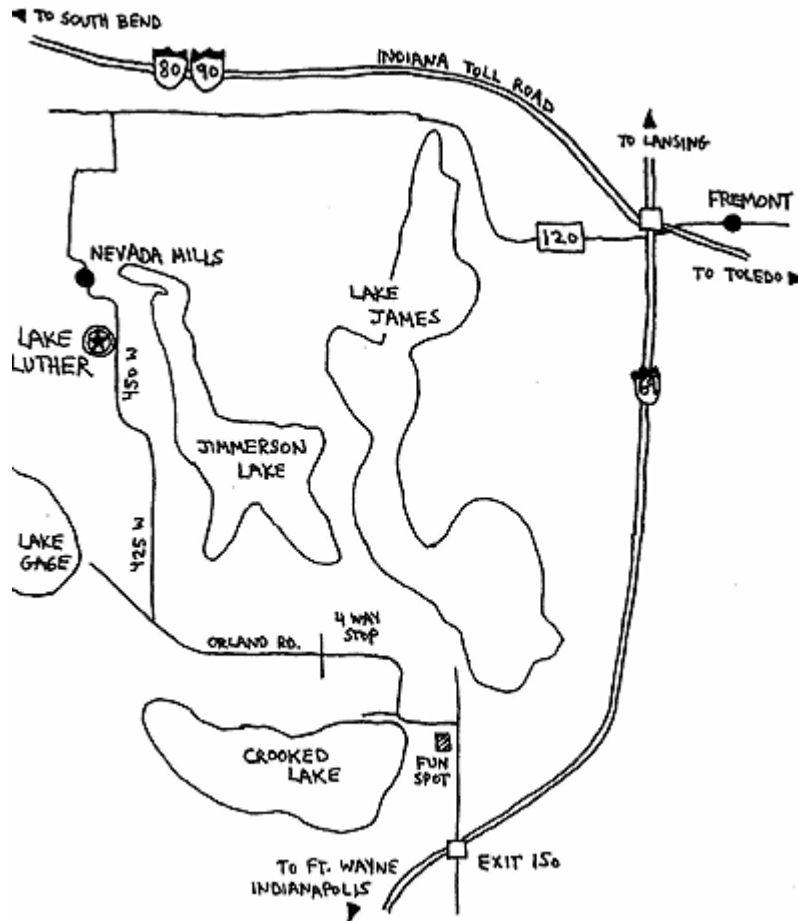 TO SOUTH BEND
80 90
INDIANA TOLL ROAD
TO LANSING
FREMONT
120
TO TOLEDO
NEVADA MILLS
LAKE
JAMES
LAKE
LUTHER
450 W
69
JIMMERSON
LAKE
LAKE
GAGE
425 W
4 WAY
STOP
ORLAND RD.
CROOKED
LAKE
FUN
SPOT
TO FT. WAYNE
INDIANAPOLIS
EXIT 150